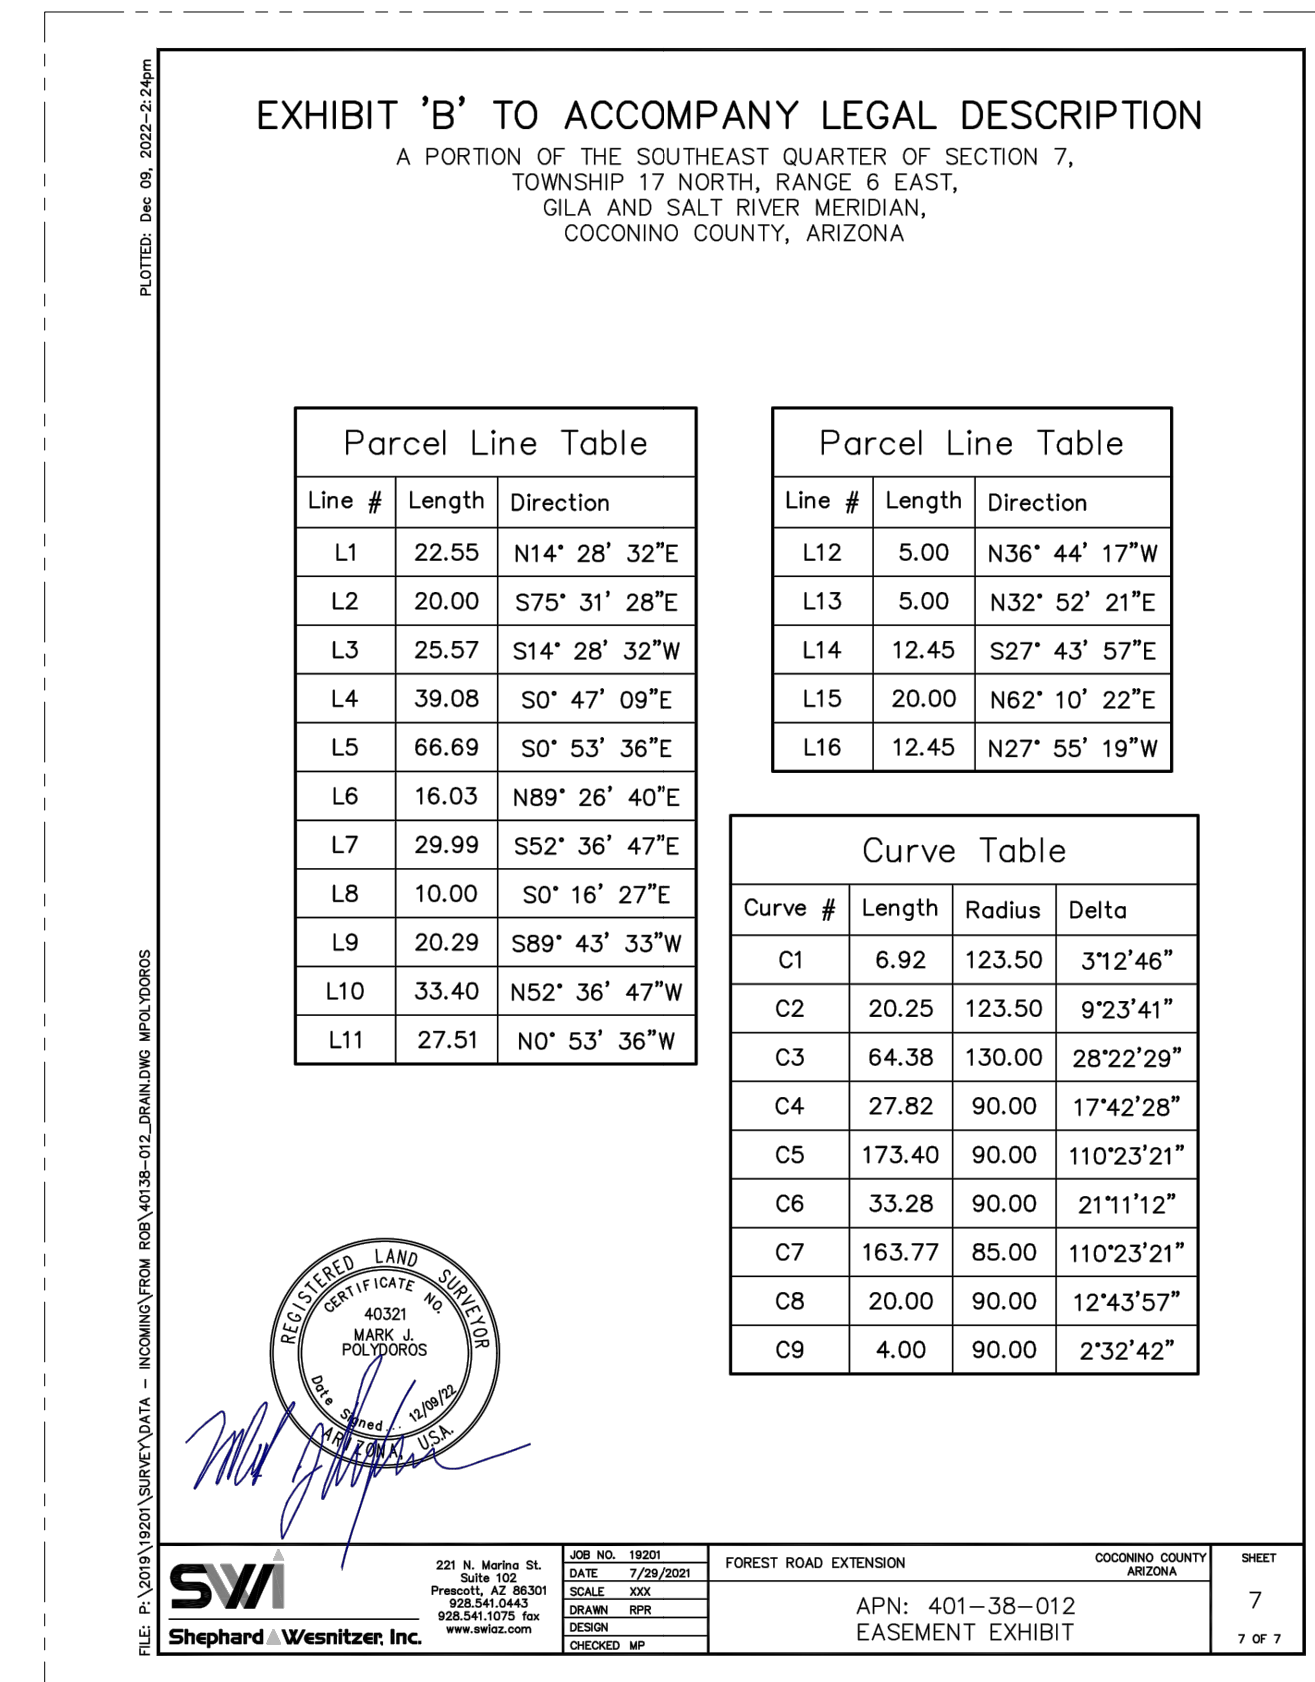 PLOTTED: Dec 09, 2022-2:24pm
FILE: P:\2019\19201\SURVEY\DATA - INCOMING\FROM ROB\40138-012_DRAIN.DWG MPOLYDOROS
EXHIBIT 'B' TO ACCOMPANY LEGAL DESCRIPTION
A PORTION OF THE SOUTHEAST QUARTER OF SECTION 7,
TOWNSHIP 17 NORTH, RANGE 6 EAST,
GILA AND SALT RIVER MERIDIAN,
COCONINO COUNTY, ARIZONA
Parcel Line Table
Line # Length Direction
L1 22.55 N14° 28' 32"E
L2 20.00 S75° 31' 28"E
L3 25.57 S14° 28' 32"W
L4 39.08 S0° 47' 09"E
L5 66.69 S0° 53' 36"E
L6 16.03 N89° 26' 40"E
L7 29.99 S52° 36' 47"E
L8 10.00 S0° 16' 27"E
L9 20.29 S89° 43' 33"W
L10 33.40 N52° 36' 47"W
L11 27.51 N0° 53' 36"W
Parcel Line Table
Line # Length Direction
L12 5.00 N36° 44' 17"W
L13 5.00 N32° 52' 21"E
L14 12.45 S27° 43' 57"E
L15 20.00 N62° 10' 22"E
L16 12.45 N27° 55' 19"W
Curve Table
Curve # Length Radius Delta
C1 6.92 123.50 3°12'46"
C2 20.25 123.50 9°23'41"
C3 64.38 130.00 28°22'29"
C4 27.82 90.00 17°42'28"
C5 173.40 90.00 110°23'21"
C6 33.28 90.00 21°11'12"
C7 163.77 85.00 110°23'21"
C8 20.00 90.00 12°43'57"
C9 4.00 90.00 2°32'42"
REGISTERED LAND SURVEYOR
CERTIFICATE NO.
40321
MARK J.
POLYDOROS
Date Signed... 12/09/22
ARIZONA, U.S.A.
SWI
Shephard Wesnitzer, Inc.
221 N. Marina St.
Suite 102
Prescott, AZ 86301
928.541.0443
928.541.1075 fax
www.swiaz.com
JOB NO. 19201
DATE 7/29/2021
SCALE XXX
DRAWN RPR
DESIGN
CHECKED MP
FOREST ROAD EXTENSION
COCONINO COUNTY
ARIZONA
APN: 401-38-012
EASEMENT EXHIBIT
SHEET
7
7 OF 7